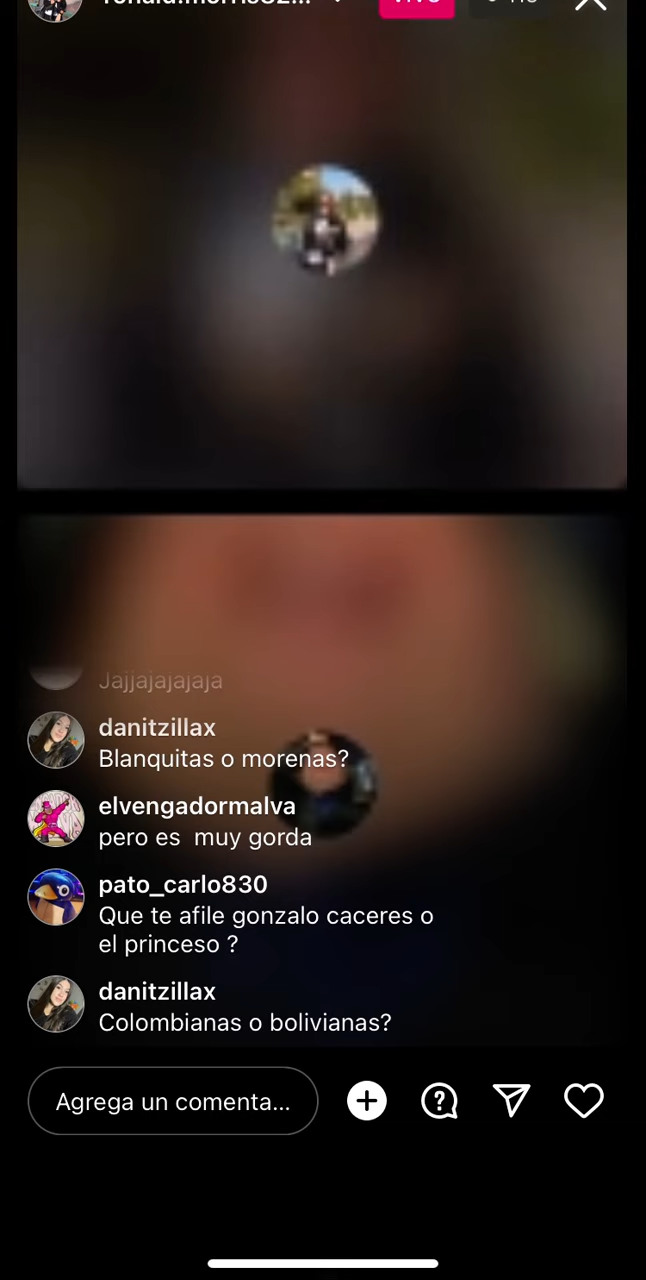 Jajjajajajaja
danitzillax
Blanquitas o morenas?
elvengadormalva
pero es muy gorda
pato_carlo830
Que te afile gonzalo caceres o
el princeso ?
danitzillax
Colombianas o bolivianas?
Agrega un comenta...